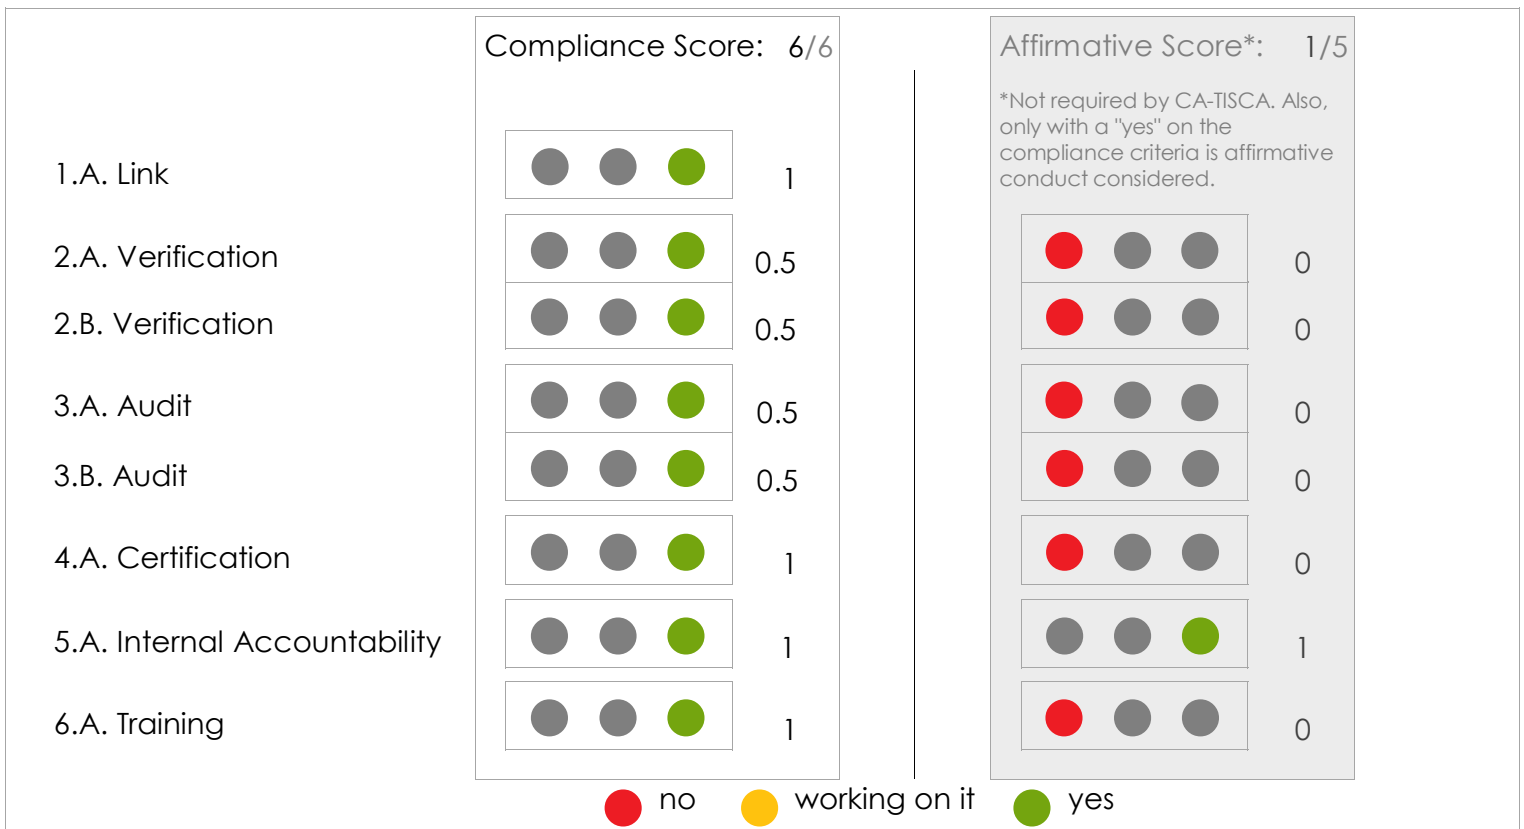 Compliance Score: 6/6
Affirmative Score*: 1/5
*Not required by CA-TISCA. Also,
only with a "yes" on the
compliance criteria is affirmative
conduct considered.
1.A. Link 1
2.A. Verification 0.5 0
2.B. Verification 0.5 0
3.A. Audit 0.5 0
3.B. Audit 0.5 0
4.A. Certification 1 0
5.A. Internal Accountability 1 1
6.A. Training 1 0
no working on it yes